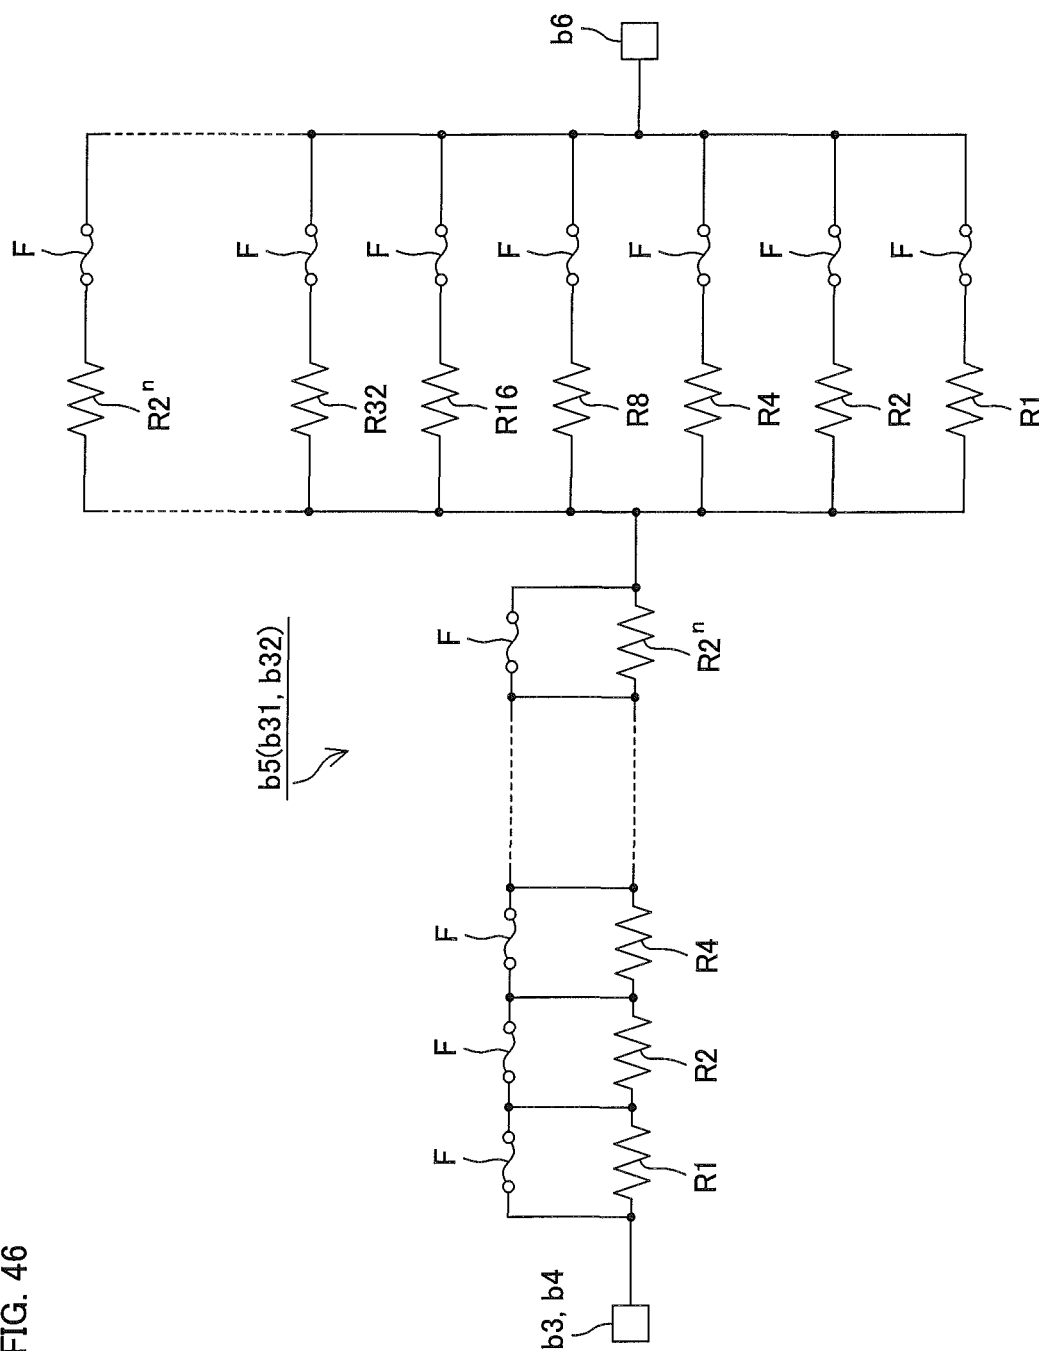 FIG. 46
b5(b31, b32)
b3, b4
F
F
F
F
R1
R2
R4
R2ⁿ
F
F
F
F
F
F
F
R2ⁿ
R32
R16
R8
R4
R2
R1
b6